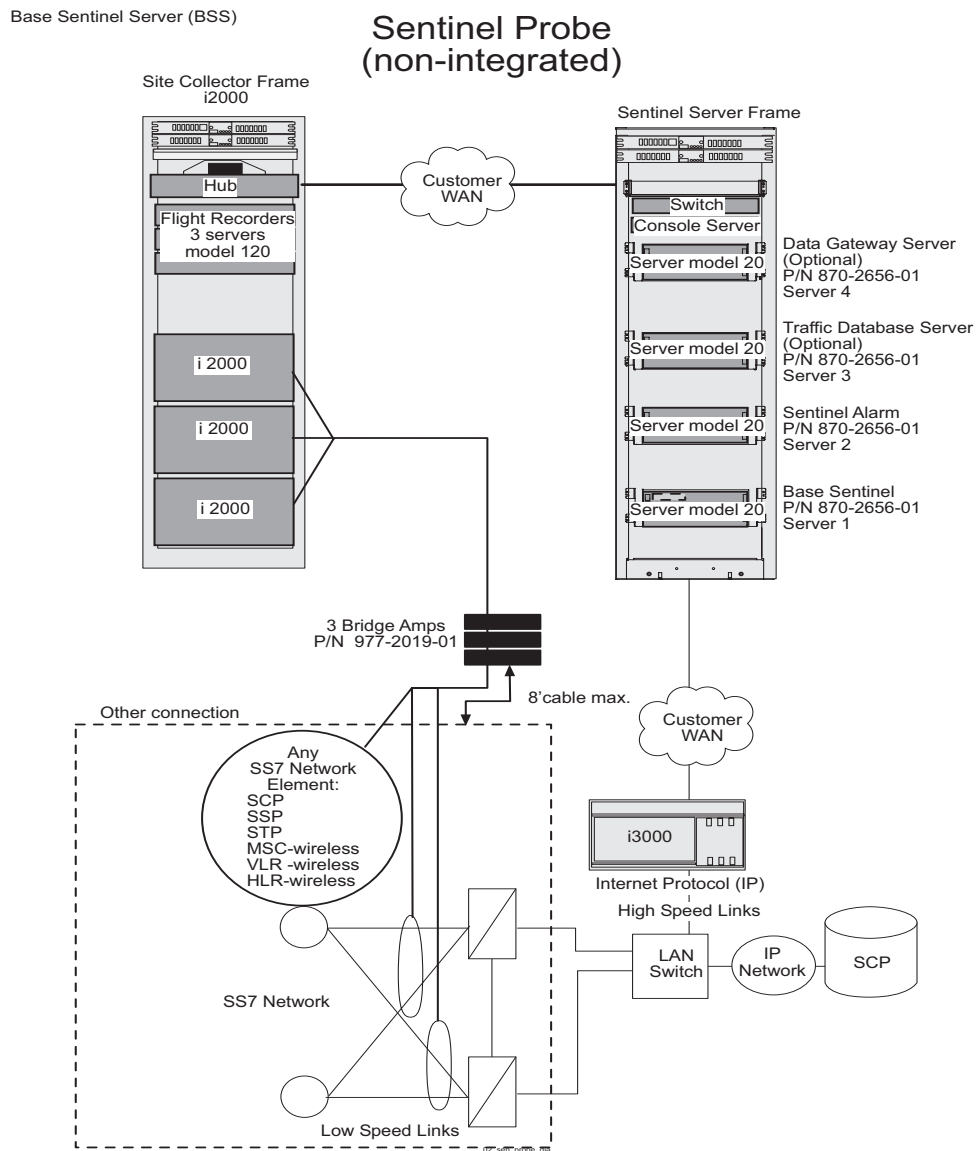 Base Sentinel Server (BSS)
Sentinel Probe
(non-integrated)
Site Collector Frame
i2000
Hub
Flight Recorders
3 servers
model 120
i 2000
i 2000
i 2000
Customer
WAN
Sentinel Server Frame
Switch
Console Server
Server model 20
Data Gateway Server
(Optional)
P/N 870-2656-01
Server 4
Server model 20
Traffic Database Server
(Optional)
P/N 870-2656-01
Server 3
Server model 20
Sentinel Alarm
P/N 870-2656-01
Server 2
Server model 20
Base Sentinel
P/N 870-2656-01
Server 1
3 Bridge Amps
P/N 977-2019-01
8'cable max.
Other connection
Any
SS7 Network
Element:
SCP
SSP
STP
MSC-wireless
VLR -wireless
HLR-wireless
SS7 Network
Low Speed Links
Customer
WAN
i3000
Internet Protocol (IP)
High Speed Links
LAN
Switch
IP
Network
SCP